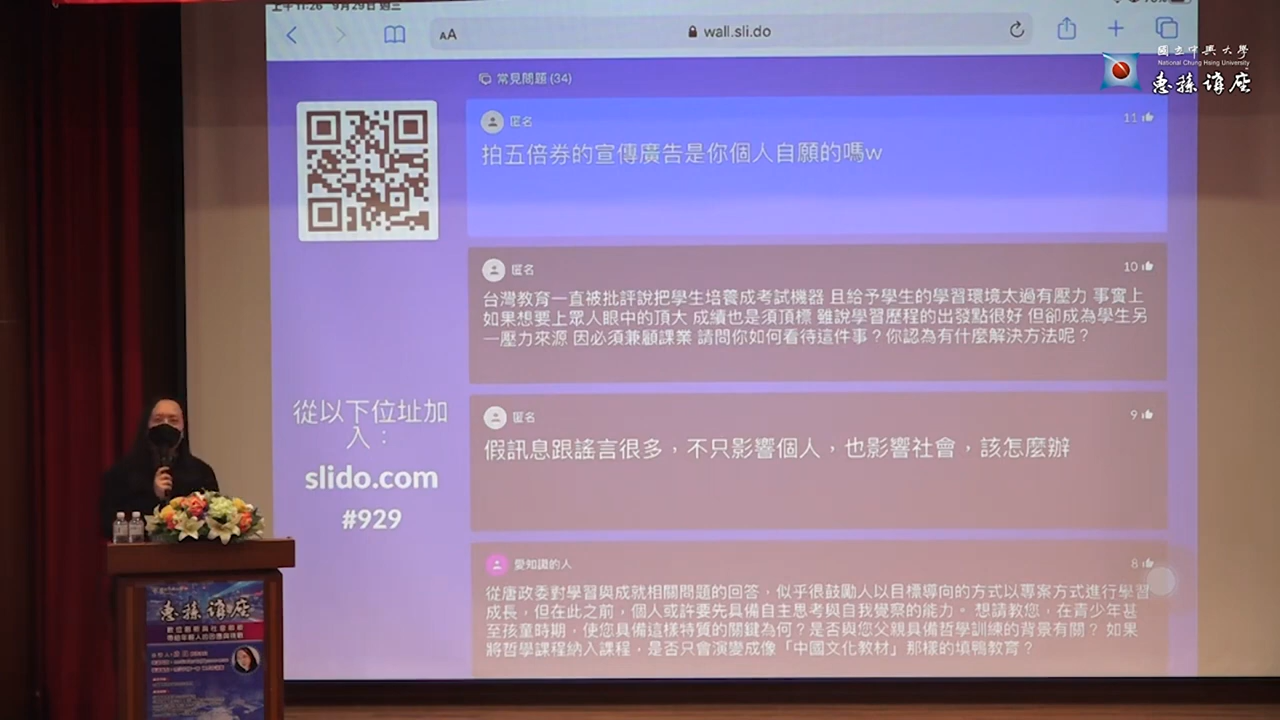 上午11:26 9月29日 週三
AA
wall.sli.do
國立中興大學
National Chung Hsing University
惠蓀講座
常見問題 (34)
匿名
11
拍五倍券的宣傳廣告是你個人自願的嗎w
匿名
10
台灣教育一直被批評說把學生培養成考試機器 且給予學生的學習環境太過有壓力 事實上
如果想要上眾人眼中的頂大 成績也是須頂標 雖說學習歷程的出發點很好 但卻成為學生另
一壓力來源 因必須兼顧課業 請問你如何看待這件事？你認為有什麼解決方法呢？
從以下位址加
入：
slido.com
#929
匿名
9
假訊息跟謠言很多，不只影響個人，也影響社會，該怎麼辦
愛知識的人
8
從唐政委對學習與成就相關問題的回答，似乎很鼓勵人以目標導向的方式以專案方式進行學習
成長，但在此之前，個人或許要先具備自主思考與自我覺察的能力。 想請教您，在青少年甚
至孩童時期，使您具備這樣特質的關鍵為何？是否與您父親具備哲學訓練的背景有關？ 如果
將哲學課程納入課程，是否只會演變成像「中國文化教材」那樣的填鴨教育？
惠蓀講座